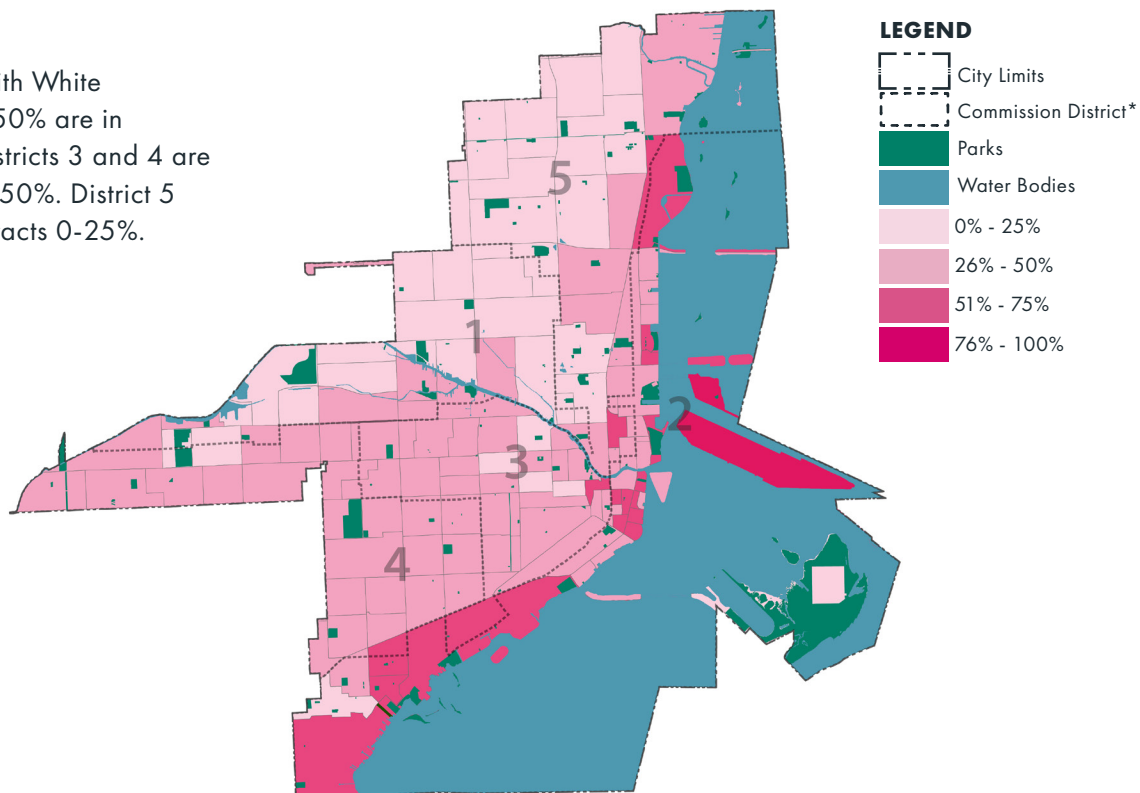 ith White
50% are in
stricts 3 and 4 are
50%. District 5
acts 0-25%.
LEGEND
City Limits
Commission District*
Parks
Water Bodies
0% - 25%
26% - 50%
51% - 75%
76% - 100%
5
1
2
3
4